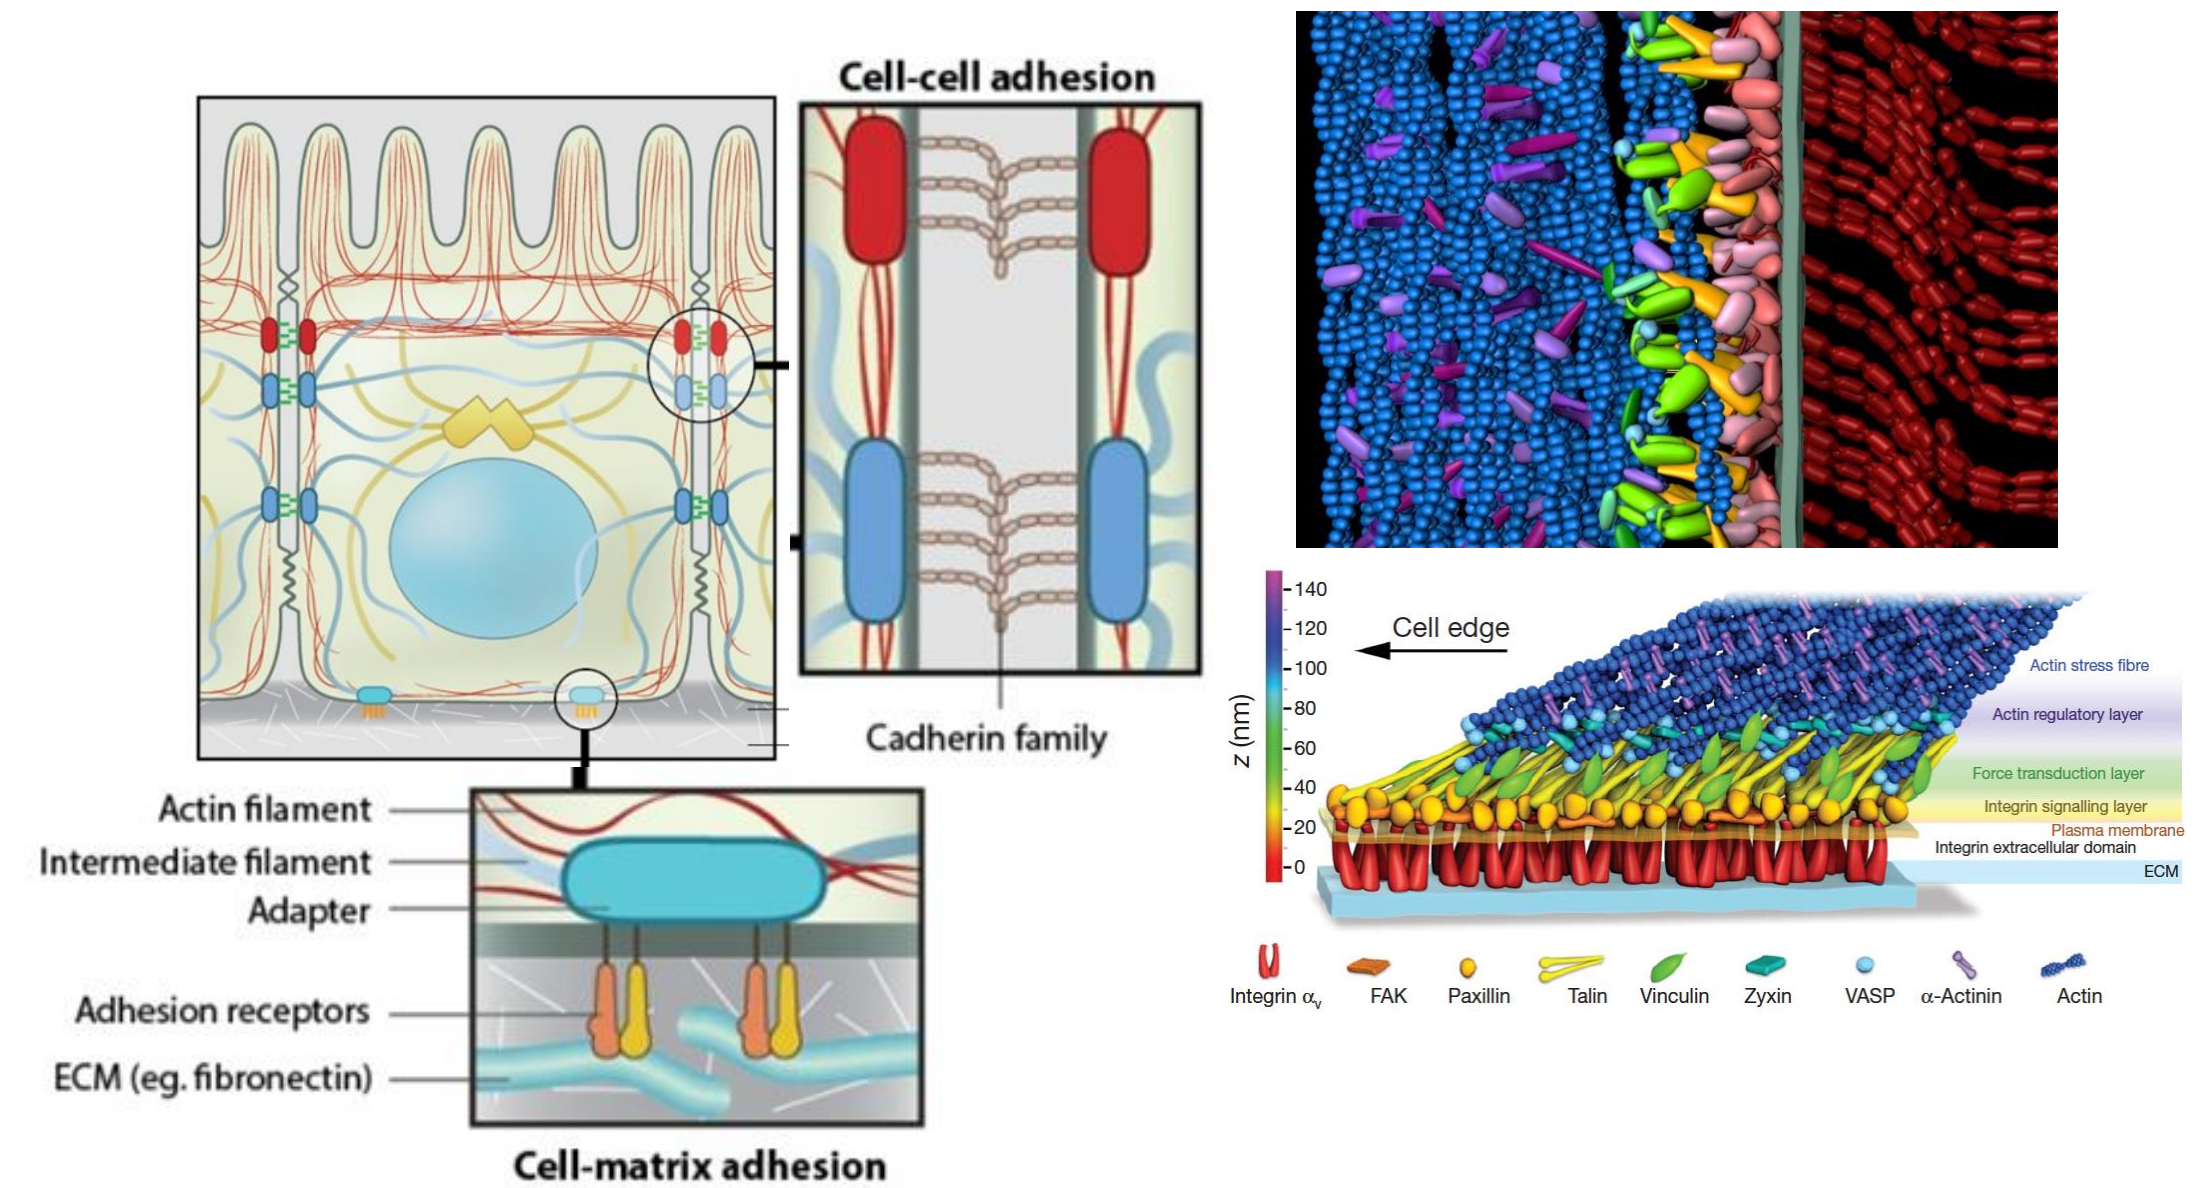 Cell-cell adhesion
Cadherin family
Actin filament
Intermediate filament
Adapter
Adhesion receptors
ECM (eg. fibronectin)
Cell-matrix adhesion
z (nm)
140
120
100
80
60
40
20
0
Cell edge
Actin stress fibre
Actin regulatory layer
Force transduction layer
Integrin signalling layer
Plasma membrane
Integrin extracellular domain
ECM
Integrin αv
FAK
Paxillin
Talin
Vinculin
Zyxin
VASP
α-Actinin
Actin